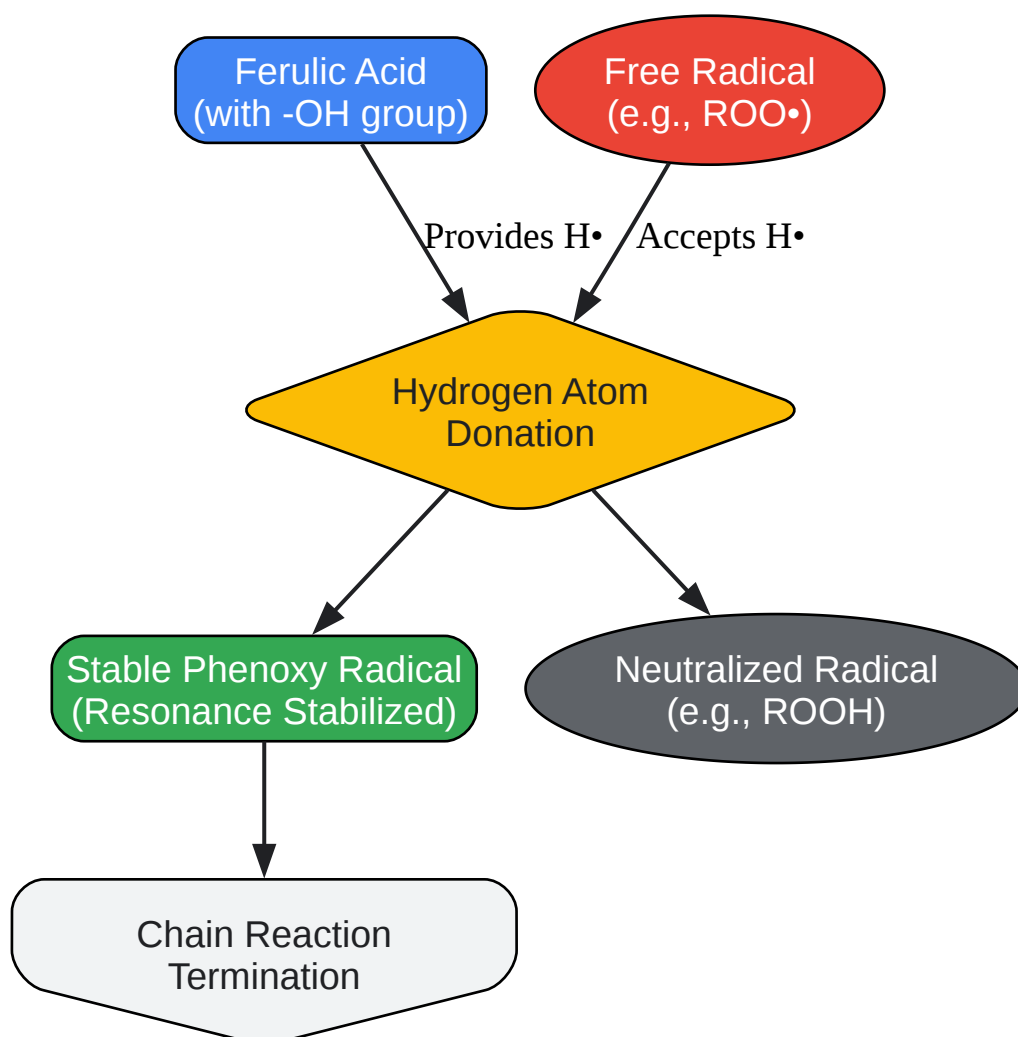 Ferulic Acid
(with -OH group)
Free Radical
(e.g., ROO•)
Provides H•
Accepts H•
Hydrogen Atom
Donation
Stable Phenoxy Radical
(Resonance Stabilized)
Neutralized Radical
(e.g., ROOH)
Chain Reaction
Termination